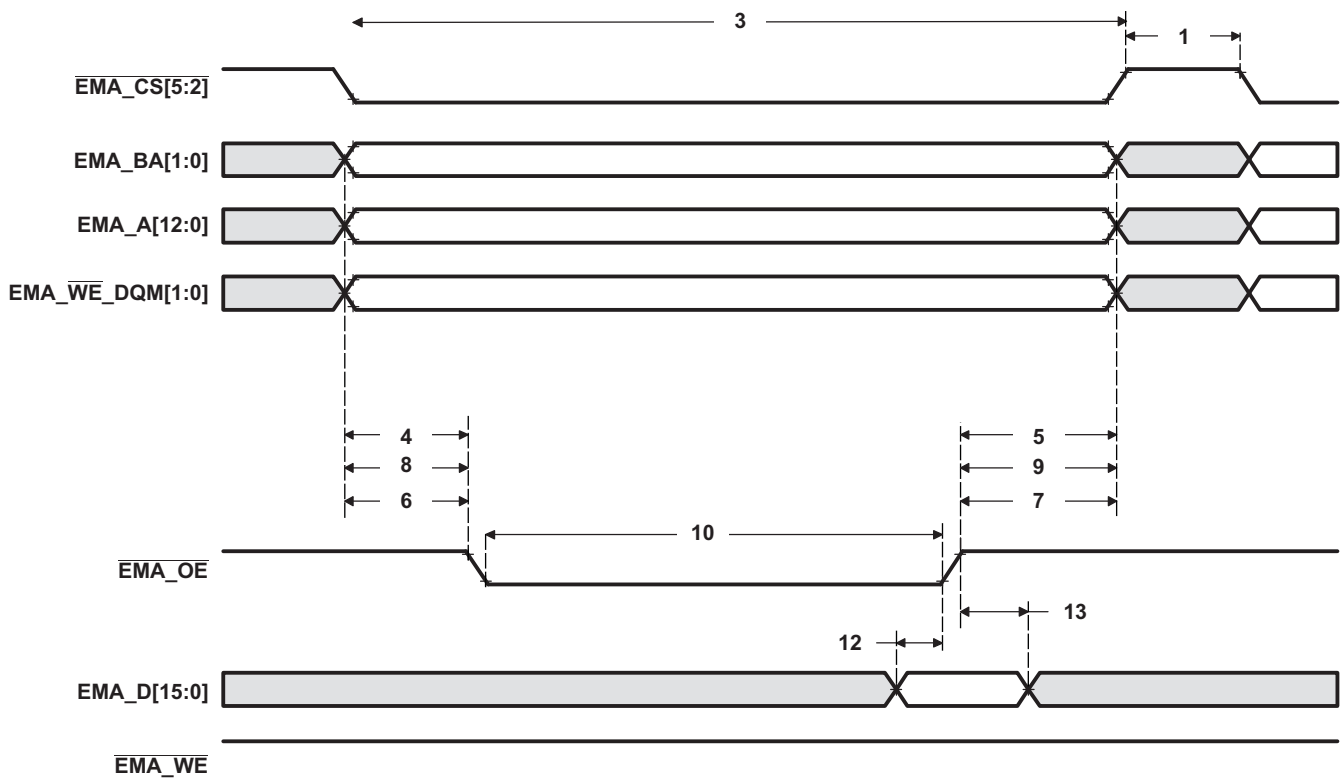 3
1
EMA_CS[5:2]
EMA_BA[1:0]
EMA_A[12:0]
EMA_WE_DQM[1:0]
4 5
8 9
6 7
10
EMA_OE
13
12
EMA_D[15:0]
EMA_WE